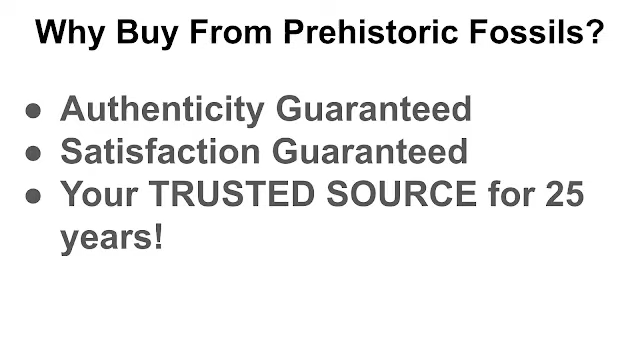 Why Buy From Prehistoric Fossils?
● Authenticity Guaranteed
● Satisfaction Guaranteed
● Your TRUSTED SOURCE for 25
years!